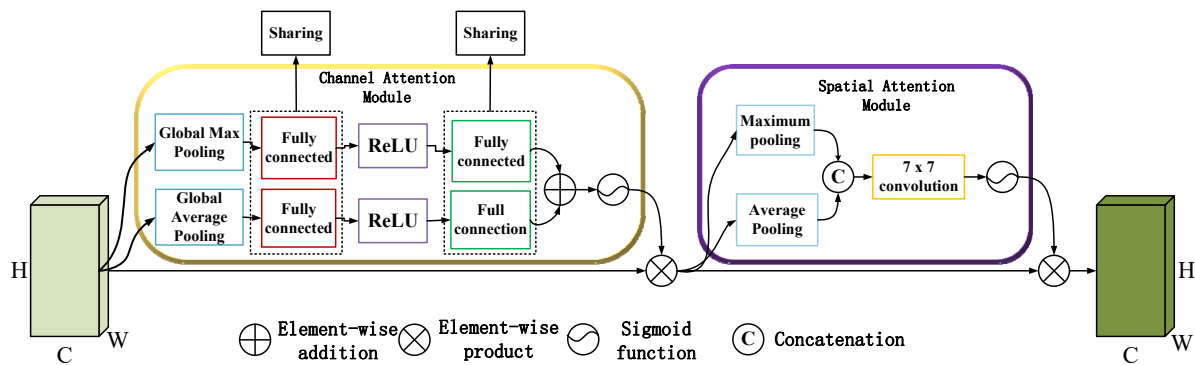 Sharing
Sharing
Channel Attention
Module
Global Max
Pooling
Fully
connected
ReLU
Fully
connected
Global
Average
Pooling
Fully
connected
ReLU
Full
connection
Spatial Attention
Module
Maximum
pooling
Average
Pooling
C
7 x 7
convolution
H
W
C
H
W
C
Element-wise
addition
Element-wise
product
Sigmoid
function
C
Concatenation